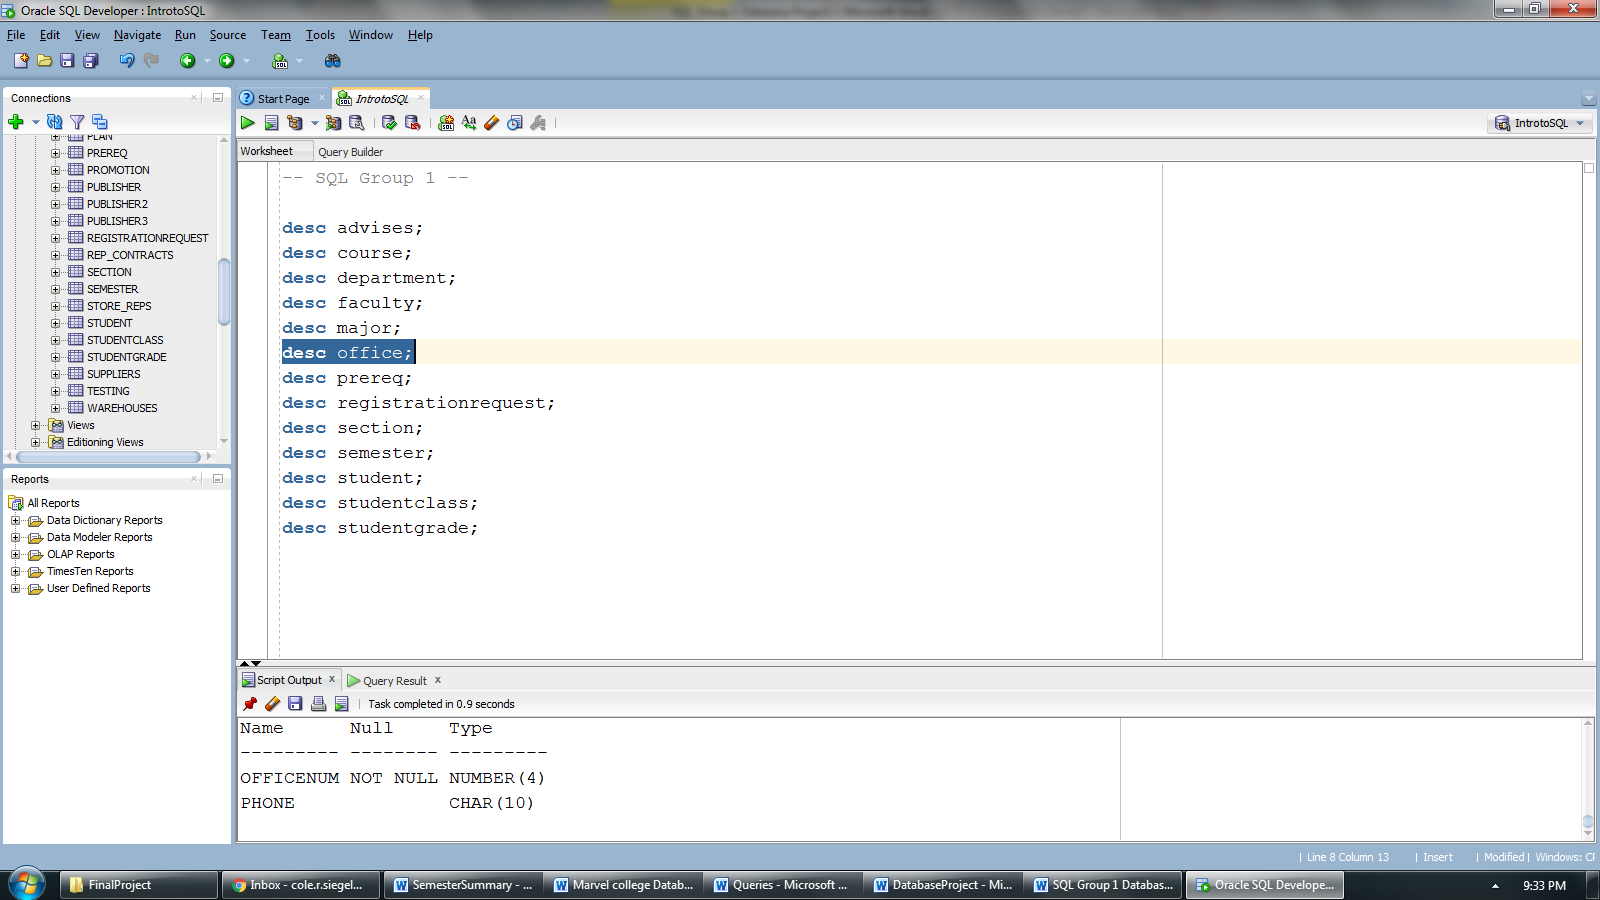 Oracle SQL Developer : IntrotoSQL
File Edit View Navigate Run Source Team Tools Window Help
Connections
PLAN
PREREQ
PROMOTION
PUBLISHER
PUBLISHER2
PUBLISHER3
REGISTRATIONREQUEST
REP_CONTRACTS
SECTION
SEMESTER
STORE_REPS
STUDENT
STUDENTCLASS
STUDENTGRADE
SUPPLIERS
TESTING
WAREHOUSES
Views
Editioning Views
Reports
All Reports
Data Dictionary Reports
Data Modeler Reports
OLAP Reports
TimesTen Reports
User Defined Reports
Start Page IntrotoSQL
IntrotoSQL
Worksheet Query Builder
-- SQL Group 1 --
desc advises;
desc course;
desc department;
desc faculty;
desc major;
desc office;
desc prereq;
desc registrationrequest;
desc section;
desc semester;
desc student;
desc studentclass;
desc studentgrade;
Script Output x Query Result x
Task completed in 0.9 seconds
Name Null Type
--------- -------- ---------
OFFICENUM NOT NULL NUMBER(4)
PHONE CHAR(10)
Line 8 Column 13 | Insert | Modified | Windows: CF
FinalProject Inbox - cole.r.siegel... SemesterSummary - ... Marvel college Datab... Queries - Microsoft ... DatabaseProject - Mi... SQL Group 1 Databas... Oracle SQL Develope... 9:33 PM